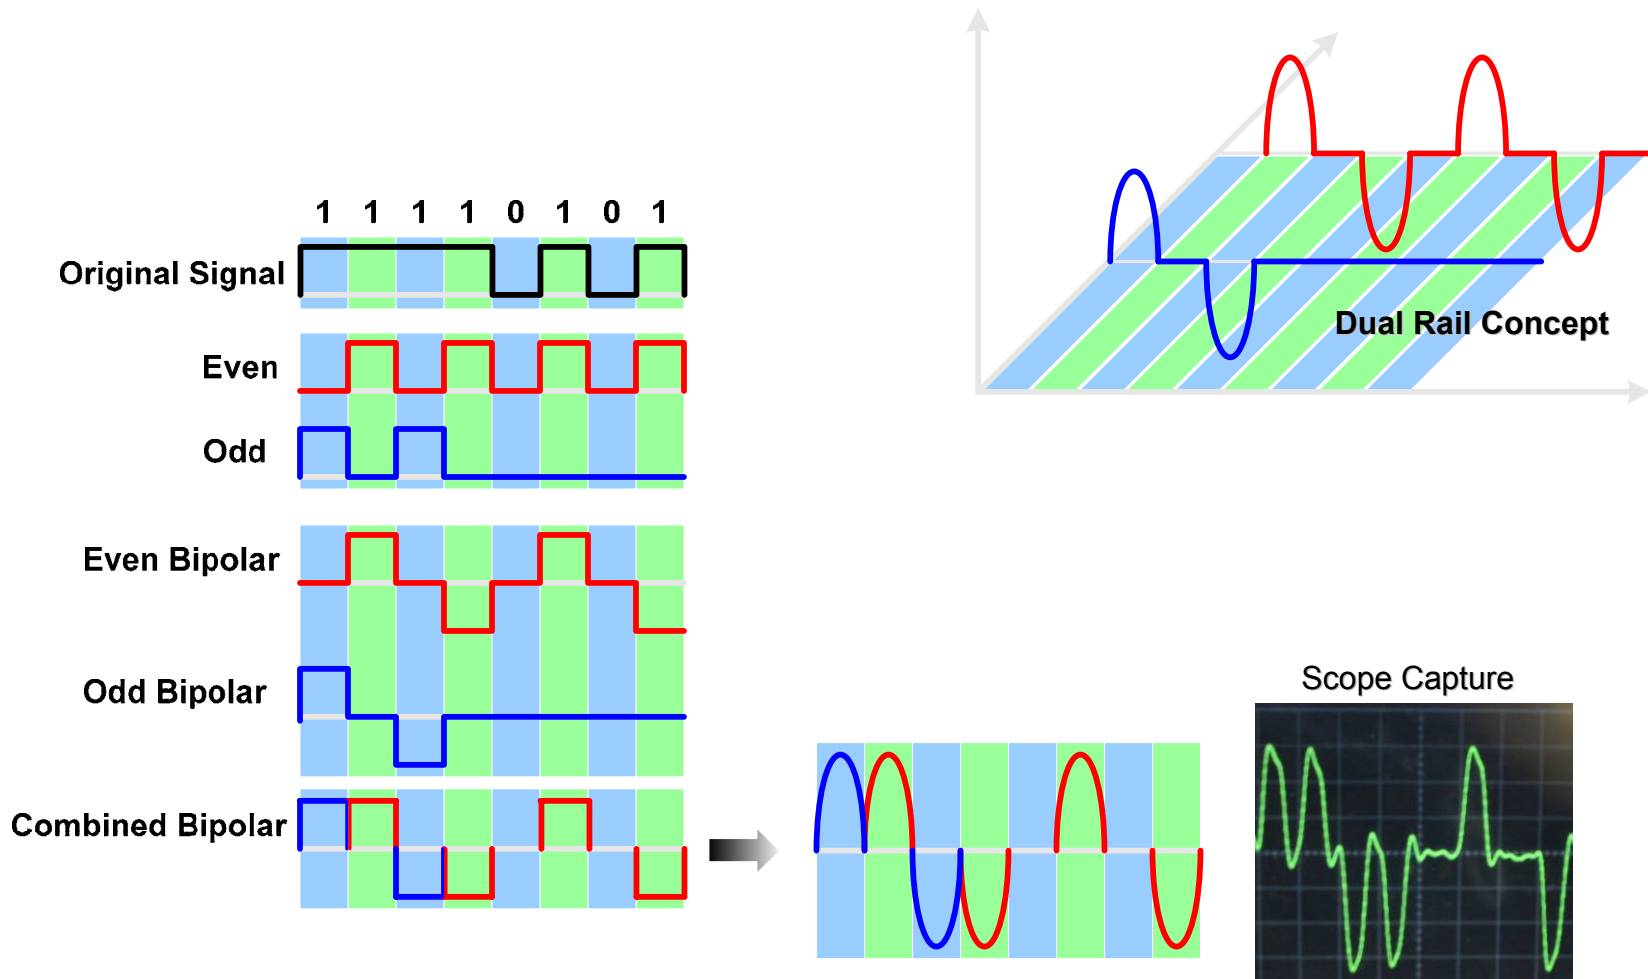 1 1 1 1 0 1 0 1
Original Signal
Even
Odd
Even Bipolar
Odd Bipolar
Combined Bipolar
Dual Rail Concept
Scope Capture